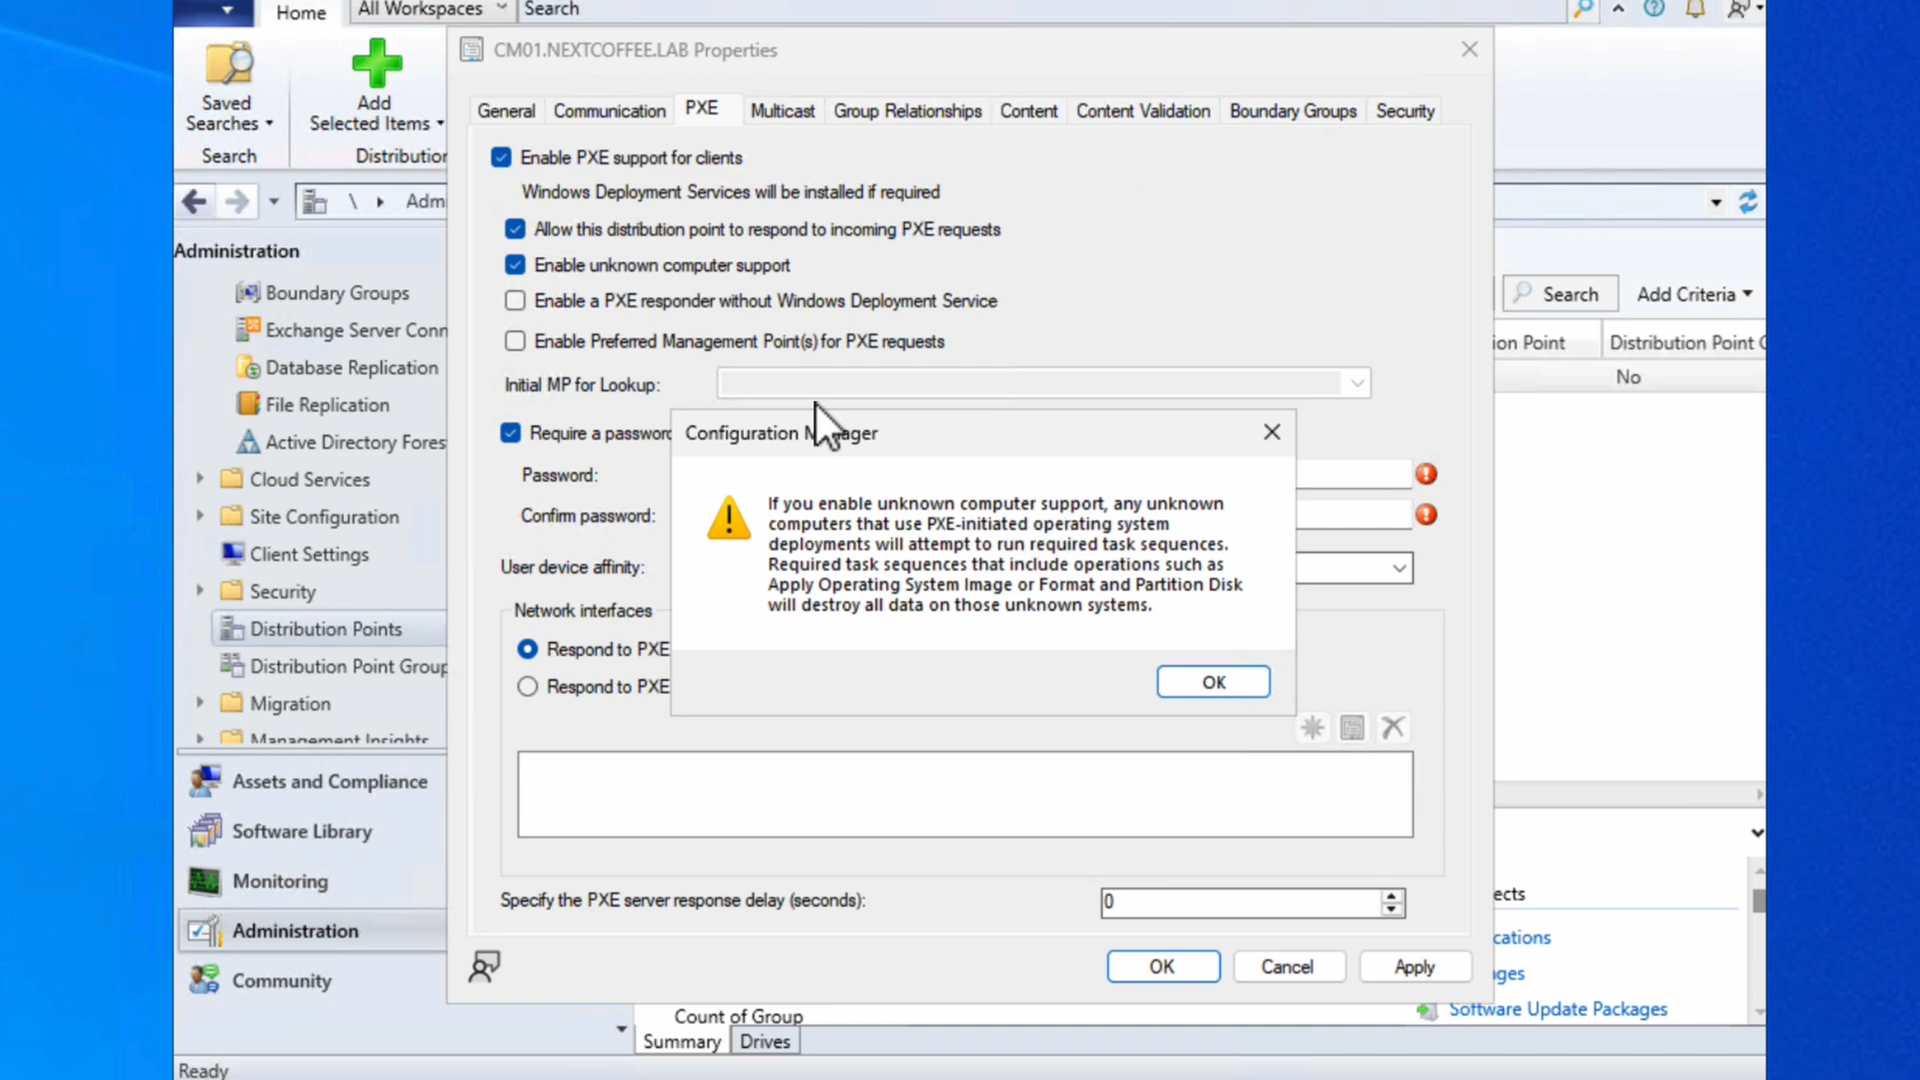 Home
All Workspaces
Search
CM01.NEXTCOFFEE.LAB Properties
Saved
Searches
Search
Add
Selected Items
Distribution
General
Communication
PXE
Multicast
Group Relationships
Content
Content Validation
Boundary Groups
Security
Enable PXE support for clients
Windows Deployment Services will be installed if required
Allow this distribution point to respond to incoming PXE requests
Enable unknown computer support
Enable a PXE responder without Windows Deployment Service
Enable Preferred Management Point(s) for PXE requests
Initial MP for Lookup:
Require a password
Password:
Confirm password:
User device affinity:
Network interfaces
Respond to PXE
Respond to PXE
Specify the PXE server response delay (seconds):
0
OK
Cancel
Apply
Configuration Manager
If you enable unknown computer support, any unknown
computers that use PXE-initiated operating system
deployments will attempt to run required task sequences.
Required task sequences that include operations such as
Apply Operating System Image or Format and Partition Disk
will destroy all data on those unknown systems.
OK
\
Admi
Administration
Boundary Groups
Exchange Server Conn
Database Replication
File Replication
Active Directory Fores
Cloud Services
Site Configuration
Client Settings
Security
Distribution Points
Distribution Point Group
Migration
Management Insights
Assets and Compliance
Software Library
Monitoring
Administration
Community
Search
Add Criteria
ion Point
Distribution Point G
No
ects
cations
ges
Software Update Packages
Count of Group
Summary
Drives
Ready